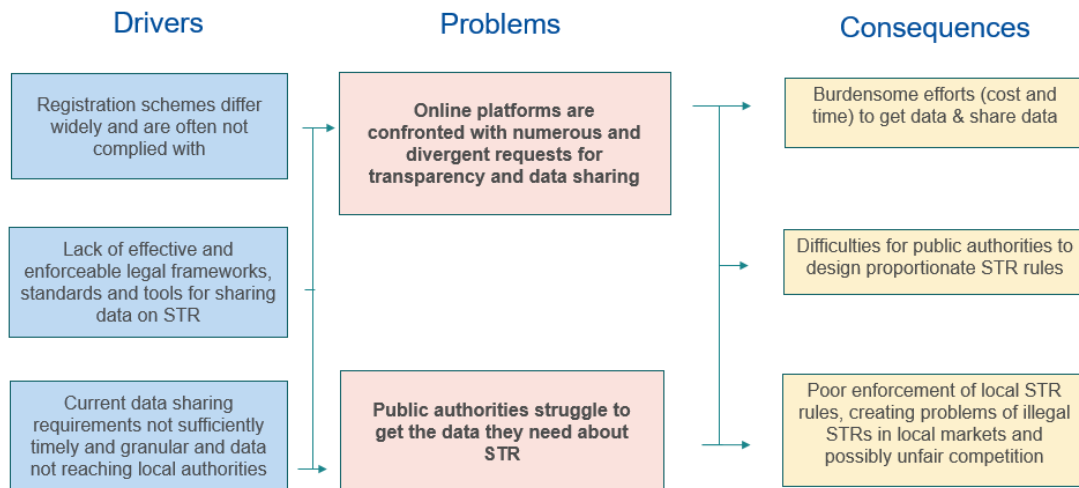 Drivers
Problems
Consequences
Registration schemes differ
widely and are often not
complied with
Lack of effective and
enforceable legal frameworks,
standards and tools for sharing
data on STR
Current data sharing
requirements not sufficiently
timely and granular and data
not reaching local authorities
Online platforms are
confronted with numerous and
divergent requests for
transparency and data sharing
Public authorities struggle to
get the data they need about
STR
Burdensome efforts (cost and
time) to get data & share data
Difficulties for public authorities to
design proportionate STR rules
Poor enforcement of local STR
rules, creating problems of illegal
STRs in local markets and
possibly unfair competition